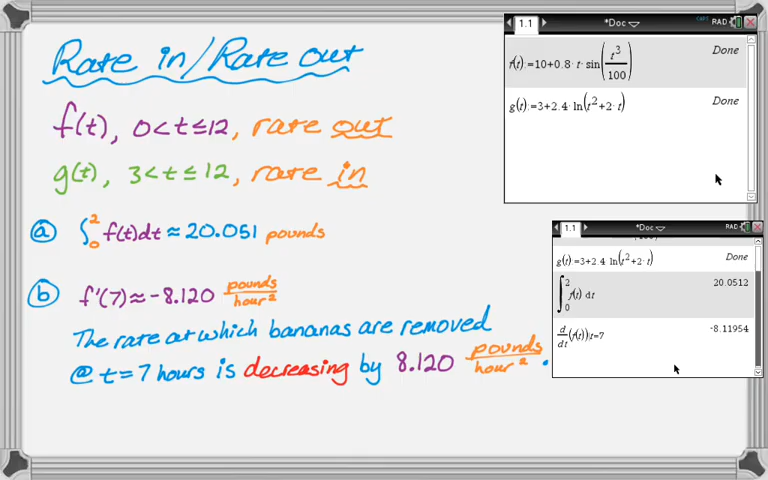 Rate in/Rate out
f(t), 0<t≤12, rate out
g(t), 3<t≤12, rate in
ⓐ ∫₀² f(t)dt ≈ 20.051 pounds
ⓑ f'(7) ≈ -8.120 pounds/hour²
The rate at which bananas are removed
@ t=7 hours is decreasing by 8.120 pounds/hour².
1.1 *Doc CAPS RAD
f(t):=10+0.8·t·sin(t³/100) Done
g(t):=3+2.4·ln(t²+2·t) Done
1.1 *Doc RAD
g(t):=3+2.4·ln(t²+2·t) Done
∫₀² f(t) dt 20.0512
d/dt(f(t))|t=7 -8.11954